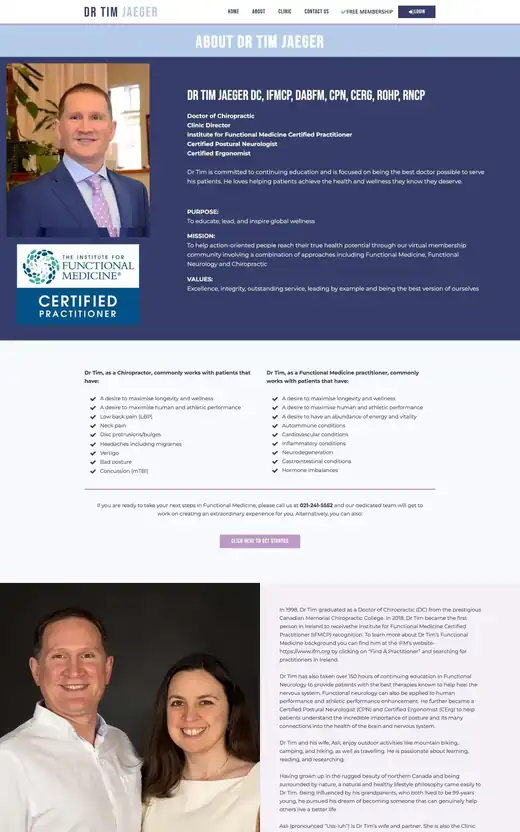 DR TIM JAEGER
HOME
ABOUT
CLINIC
CONTACT US
FREE MEMBERSHIP
LOGIN
ABOUT DR TIM JAEGER
DR TIM JAEGER DC, IFMCP, DABFM, CPN, CERG, ROHP, RNCP
Doctor of Chiropractic
Clinic Director
Institute for Functional Medicine Certified Practitioner
Certified Postural Neurologist
Certified Ergonomist
Dr Tim is committed to continuing education and is focused on being the best doctor possible to serve
his patients. He loves helping patients achieve the health and wellness they know they deserve.
PURPOSE:
To educate, lead, and inspire global wellness
MISSION:
To help action-oriented people reach their true health potential through our virtual membership
community involving a combination of approaches including Functional Medicine, Functional
Neurology and Chiropractic
VALUES:
Excellence, integrity, outstanding service, leading by example and being the best version of ourselves
THE INSTITUTE FOR
FUNCTIONAL
MEDICINE®
CERTIFIED
PRACTITIONER
Dr Tim, as a Chiropractor, commonly works with patients that
have:
A desire to maximise longevity and wellness
A desire to maximise human and athletic performance
Low back pain (LBP)
Neck pain
Disc protrusions/bulges
Headaches including migraines
Vertigo
Bad posture
Concussion (mTBI)
Dr Tim, as a Functional Medicine practitioner, commonly
works with patients that have:
A desire to maximise longevity and wellness
A desire to maximise human and athletic performance
A desire to have an abundance of energy and vitality
Autoimmune conditions
Cardiovascular conditions
Inflammatory conditions
Neurodegeneration
Gastrointestinal conditions
Hormone imbalances
If you are ready to take your next steps in Functional Medicine, please call us at 021-241-5552 and our dedicated team will get to
work on creating an extraordinary experience for you. Alternatively, you can also:
CLICK HERE TO GET STARTED
In 1998, Dr Tim graduated as a Doctor of Chiropractic (DC) from the prestigious
Canadian Memorial Chiropractic College. In 2018, Dr Tim became the first
person in Ireland to receive the Institute for Functional Medicine Certified
Practitioner (IFMCP) recognition. To learn more about Dr Tim's Functional
Medicine background you can find him at the IFM's website-
https://www.ifm.org by clicking on "Find A Practitioner" and searching for
practitioners in Ireland.
Dr Tim has also taken over 150 hours of continuing education in Functional
Neurology to provide patients with the best therapies known to help heal the
nervous system. Functional neurology can also be applied to human
performance and athletic performance enhancement. He further became a
Certified Postural Neurologist (CPN) and Certified Ergonomist (CErg) to help
patients understand the incredible importance of posture and its many
connections into the health of the brain and nervous system.
Dr Tim and his wife, Asli, enjoy outdoor activities like mountain biking,
camping, and hiking, as well as travelling. He is passionate about learning,
reading, and researching.
Having grown up in the rugged beauty of northern Canada and being
surrounded by nature, a natural and healthy lifestyle philosophy came easily to
Dr Tim. Being influenced by his grandparents, who both lived to be 99-years
young, he pursued his dream of becoming someone that can genuinely help
others live a better life
Asli (pronounced "Uss-luh") is Dr Tim's wife and partner. She is also the Clinic